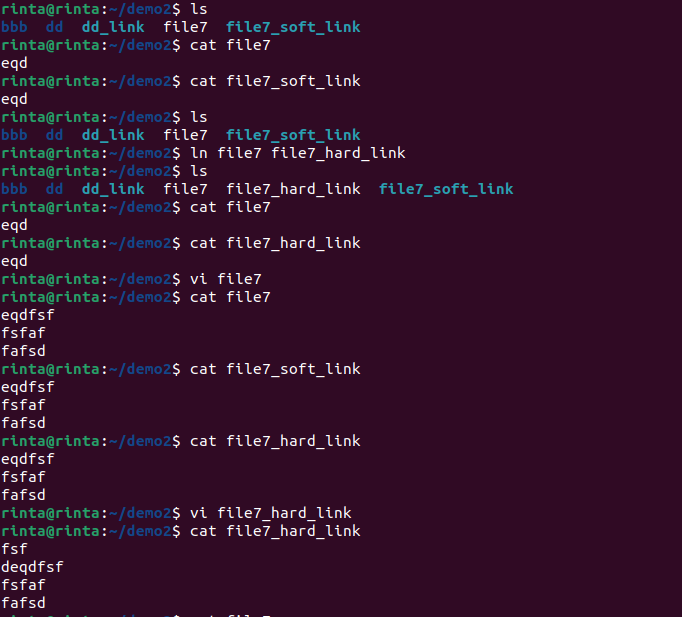 rinta@rinta:~/demo2$ ls
bbb  dd  dd_link  file7  file7_soft_link
rinta@rinta:~/demo2$ cat file7
eqd
rinta@rinta:~/demo2$ cat file7_soft_link
eqd
rinta@rinta:~/demo2$ ls
bbb  dd  dd_link  file7  file7_soft_link
rinta@rinta:~/demo2$ ln file7 file7_hard_link
rinta@rinta:~/demo2$ ls
bbb  dd  dd_link  file7  file7_hard_link  file7_soft_link
rinta@rinta:~/demo2$ cat file7
eqd
rinta@rinta:~/demo2$ cat file7_hard_link
eqd
rinta@rinta:~/demo2$ vi file7
rinta@rinta:~/demo2$ cat file7
eqdfsf
fsfaf
fafsd
rinta@rinta:~/demo2$ cat file7_soft_link
eqdfsf
fsfaf
fafsd
rinta@rinta:~/demo2$ cat file7_hard_link
eqdfsf
fsfaf
fafsd
rinta@rinta:~/demo2$ vi file7_hard_link
rinta@rinta:~/demo2$ cat file7_hard_link
fsf
deqdfsf
fsfaf
fafsd